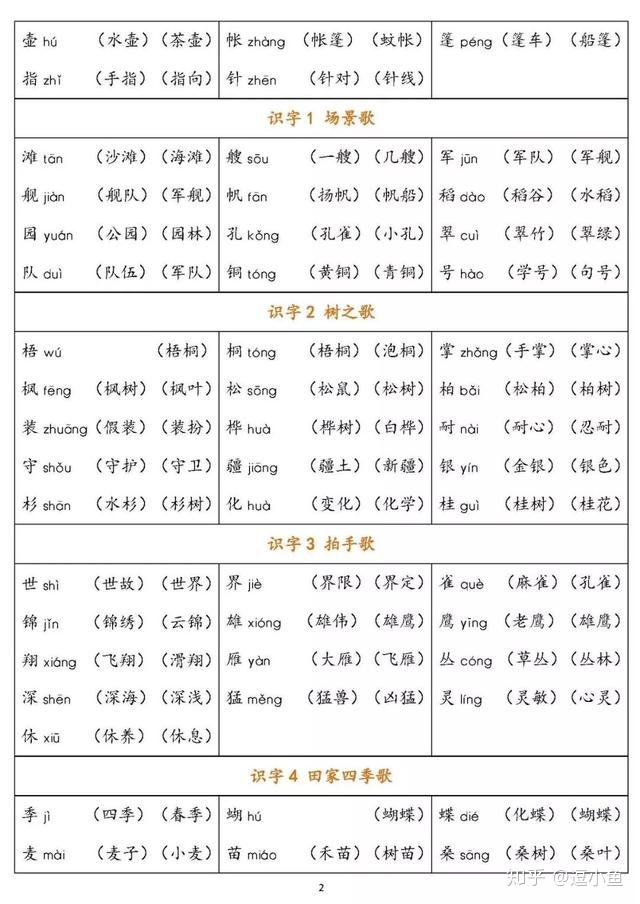 壶 hú （水壶）（茶壶） 帐 zhàng （帐篷）（蚊帐） 篷 péng（篷车）（船篷）
指 zhǐ （手指）（指向） 针 zhēn （针对）（针线）
识字1 场景歌
滩 tān （沙滩）（海滩） 艘 sōu （一艘）（几艘） 军 jūn （军队）（军舰）
舰 jiàn （舰队）（军舰） 帆 fān （扬帆）（帆船） 稻 dào （稻谷）（水稻）
园 yuán （公园）（园林） 孔 kǒng （孔雀）（小孔） 翠 cuì （翠竹）（翠绿）
队 duì （队伍）（军队） 铜 tóng （黄铜）（青铜） 号 hào （学号）（句号）
识字2 树之歌
梧 wú （梧桐） 桐 tóng （梧桐）（泡桐） 掌 zhǎng（手掌）（掌心）
枫 fēng （枫树）（枫叶） 松 sōng （松鼠）（松树） 柏 bǎi （松柏）（柏树）
装 zhuāng（假装）（装扮） 桦 huà （桦树）（白桦） 耐 nài （耐心）（忍耐）
守 shǒu （守护）（守卫） 疆 jiāng （疆土）（新疆） 银 yín （金银）（银色）
杉 shān （水杉）（杉树） 化 huà （变化）（化学） 桂 guì （桂树）（桂花）
识字3 拍手歌
世 shì （世故）（世界） 界 jiè （界限）（界定） 雀 què （麻雀）（孔雀）
锦 jǐn （锦绣）（云锦） 雄 xióng （雄伟）（雄鹰） 鹰 yīng （老鹰）（雄鹰）
翔 xiáng （飞翔）（滑翔） 雁 yàn （大雁）（飞雁） 丛 cóng （草丛）（丛林）
深 shēn （深海）（深浅） 猛 měng （猛兽）（凶猛） 灵 líng （灵敏）（心灵）
休 xiū （休养）（休息）
识字4 田家四季歌
季 jì （四季）（春季） 蝴 hú （蝴蝶） 蝶 dié （化蝶）（蝴蝶）
麦 mài （麦子）（小麦） 苗 miáo （禾苗）（树苗） 桑 sāng （桑树）（桑叶）
2
知乎 @逗小鱼